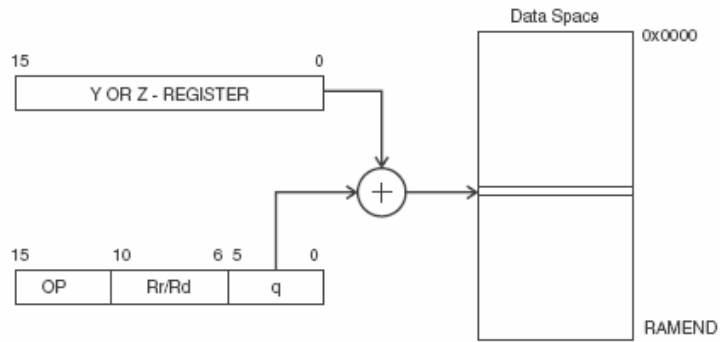 Data Space
0x0000
15 0
Y OR Z - REGISTER
+
15 10 6 5 0
OP Rr/Rd q
RAMEND